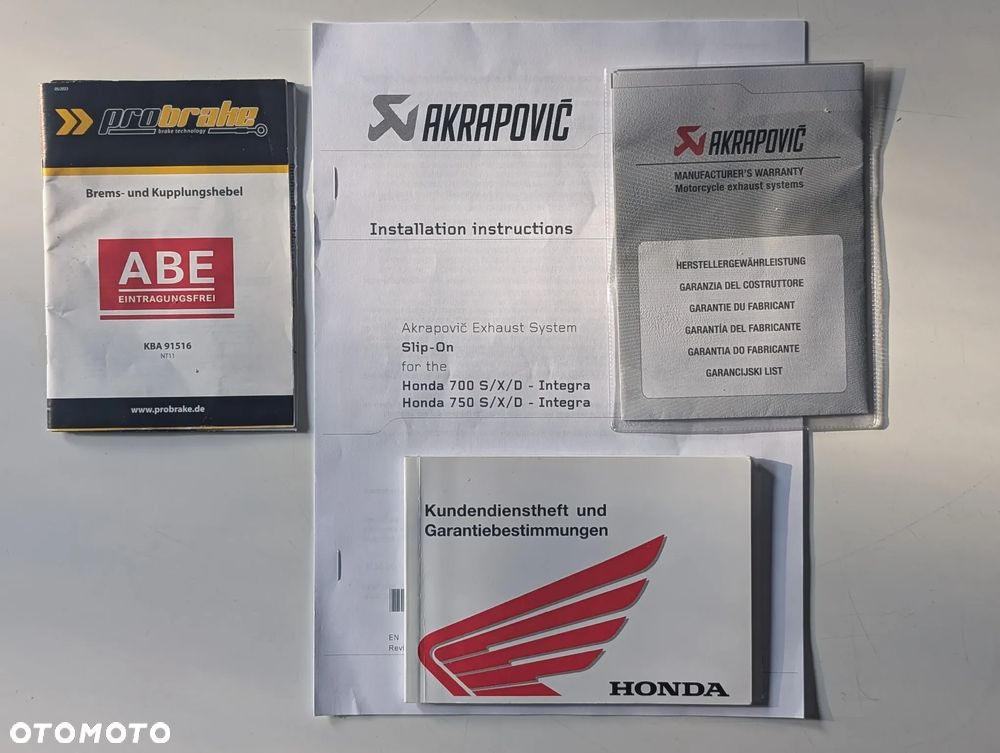 05/2023
probrake
brake technology
Brems- und Kupplungshebel
ABE
EINTRAGUNGSFREI
KBA 91516
NT11
www.probrake.de
AKRAPOVIČ
Installation instructions
Akrapovič Exhaust System
Slip-On
for the
Honda 700 S/X/D - Integra
Honda 750 S/X/D - Integra
EN
AKRAPOVIČ
MANUFACTURER'S WARRANTY
Motorcycle exhaust systems
HERSTELLERGEWÄHRLEISTUNG
GARANZIA DEL COSTRUTTORE
GARANTIE DU FABRICANT
GARANTÍA DEL FABRICANTE
GARANTIA DO FABRICANTE
GARANCIJSKI LIST
Kundendienstheft und
Garantiebestimmungen
HONDA
OTOMOTO